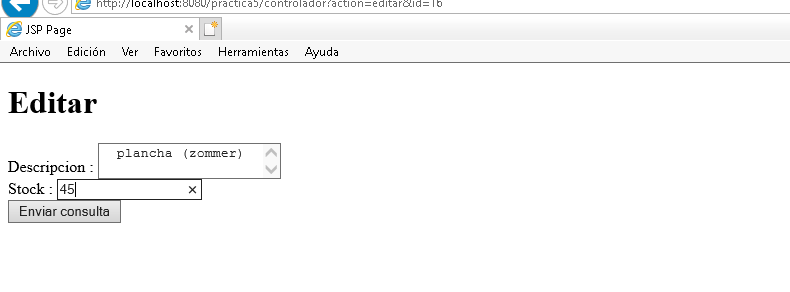 http://localhost:8080/practica5/controlador?action=editar&id=16
JSP Page
Archivo Edición Ver Favoritos Herramientas Ayuda
Editar
Descripcion : plancha (zommer)
Stock : 45
Enviar consulta